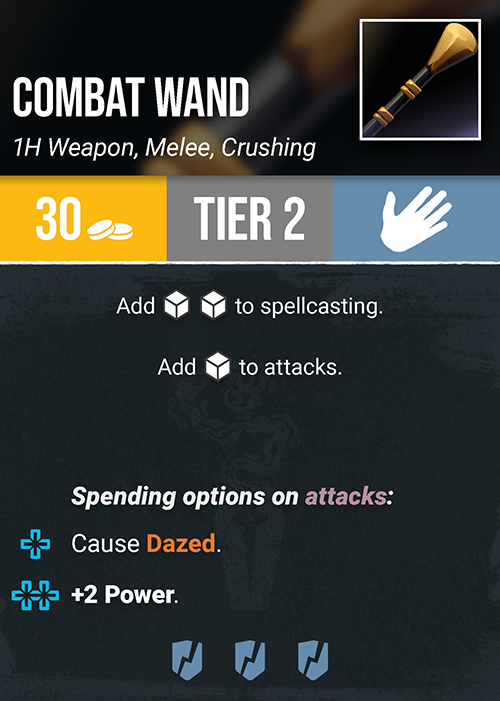 COMBAT WAND
1H Weapon, Melee, Crushing
30 TIER 2
Add to spellcasting.
Add to attacks.
Spending options on attacks:
Cause Dazed.
+2 Power.